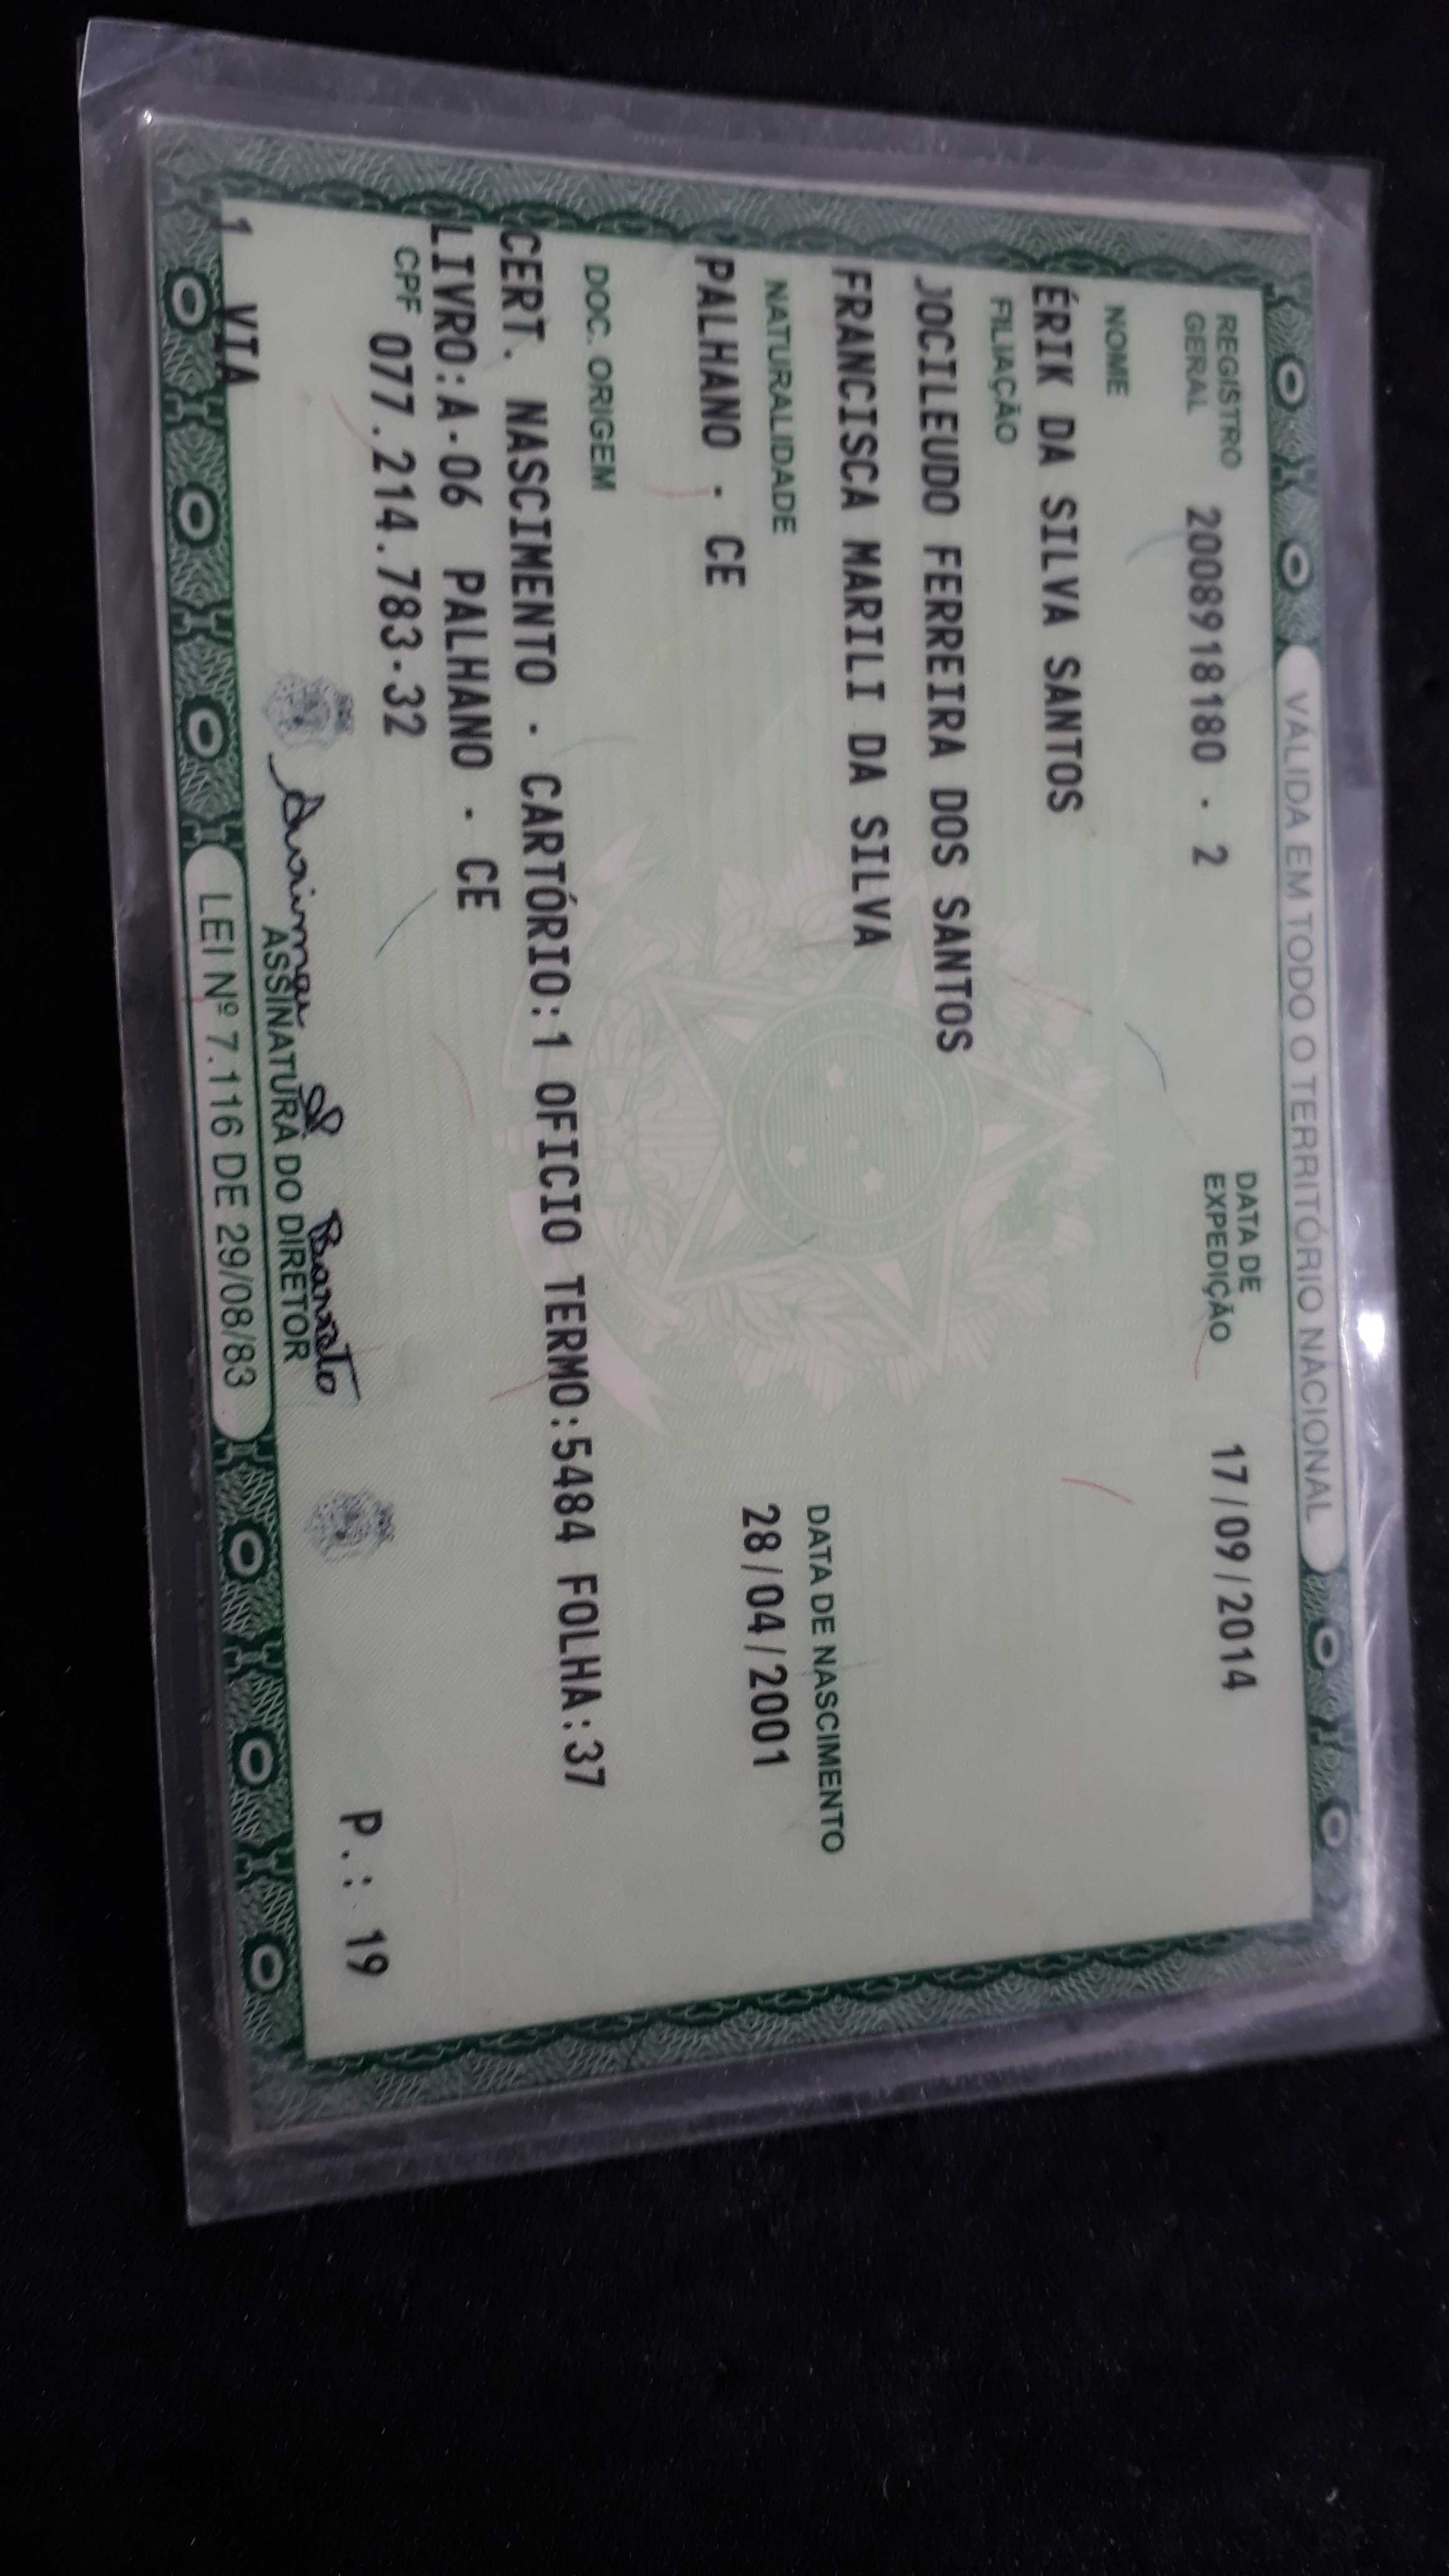 VÁLIDA EM TODO O TERRITÓRIO NACIONAL
REGISTRO GERAL 2008918180 - 2 DATA DE EXPEDIÇÃO 17/09/2014
NOME
ÉRIK DA SILVA SANTOS
FILIAÇÃO
JOCILEUDO FERREIRA DOS SANTOS
FRANCISCA MARILI DA SILVA
NATURALIDADE DATA DE NASCIMENTO
PALHANO - CE 28/04/2001
DOC. ORIGEM
CERT. NASCIMENTO - CARTÓRIO:1 OFICIO TERMO:5484 FOLHA:37
LIVRO:A-06 PALHANO - CE
CPF 077.214.783-32
P.: 19
1 VIA
ASSINATURA DO DIRETOR
LEI Nº 7.116 DE 29/08/83